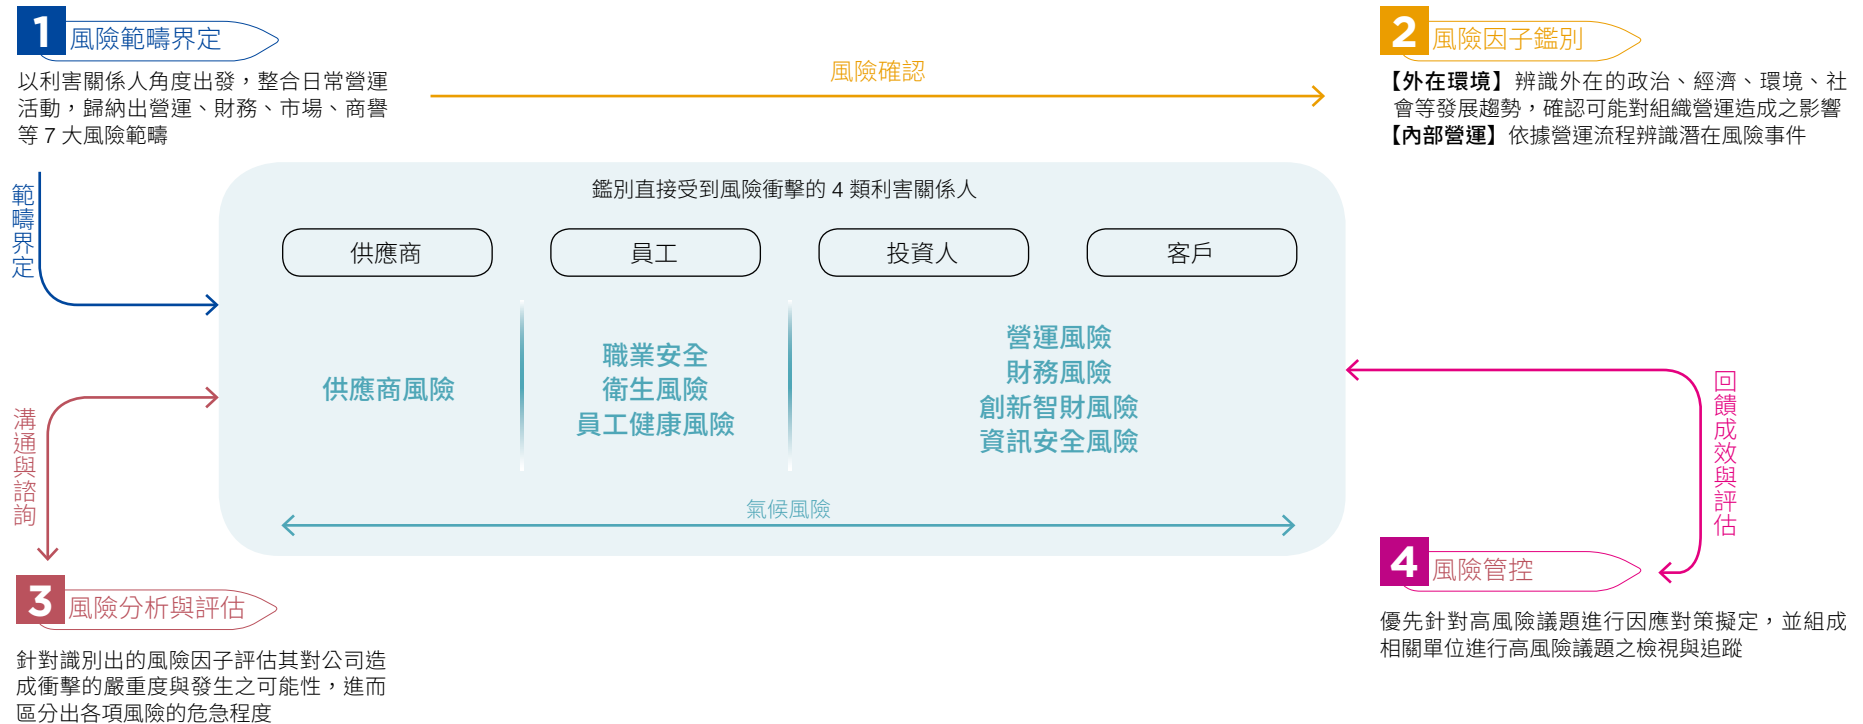 1 風險範疇界定
以利害關係人角度出發，整合日常營運
活動，歸納出營運、財務、市場、商譽
等 7 大風險範疇
風險確認
2 風險因子鑑別
【外在環境】辨識外在的政治、經濟、環境、社
會等發展趨勢，確認可能對組織營運造成之影響
【內部營運】依據營運流程辨識潛在風險事件
範疇界定
鑑別直接受到風險衝擊的 4 類利害關係人
供應商
員工
投資人
客戶
供應商風險
職業安全
衛生風險
員工健康風險
營運風險
財務風險
創新智財風險
資訊安全風險
氣候風險
溝通與諮詢
回饋成效與評估
3 風險分析與評估
針對識別出的風險因子評估其對公司造
成衝擊的嚴重度與發生之可能性，進而
區分出各項風險的危急程度
4 風險管控
優先針對高風險議題進行因應對策擬定，並組成
相關單位進行高風險議題之檢視與追蹤